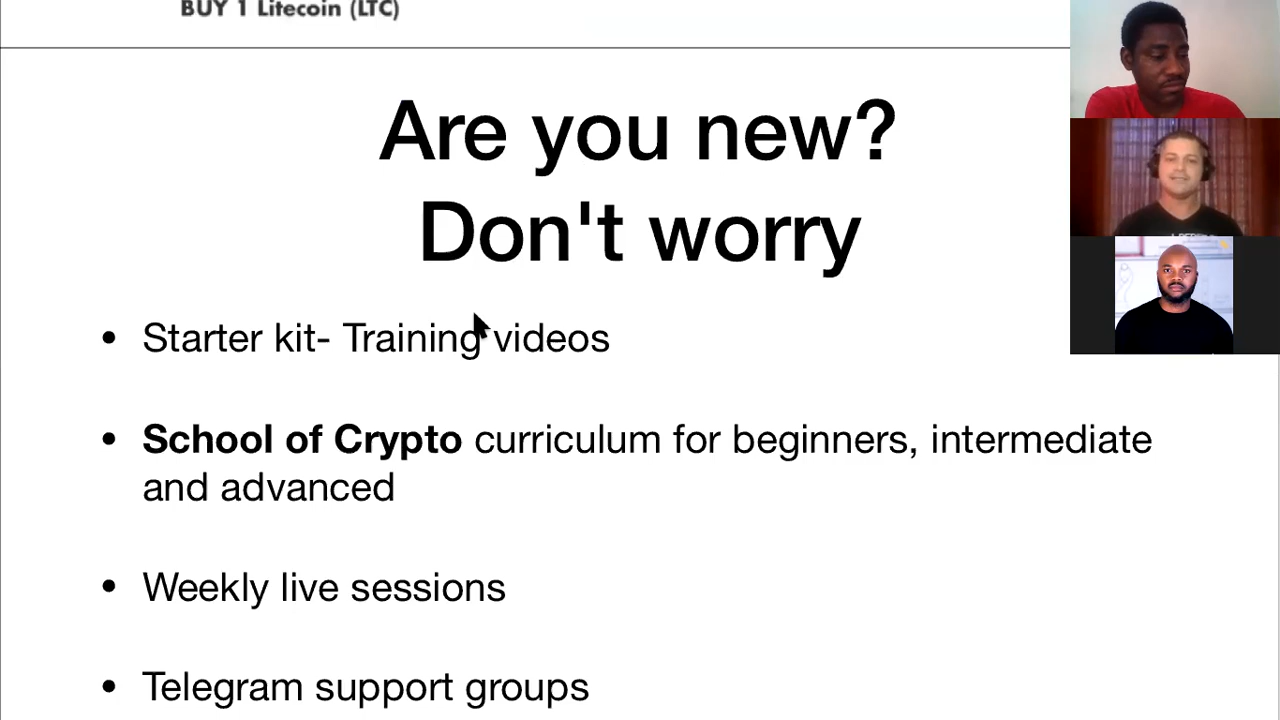 BUY 1 Litecoin (LTC)
Are you new?
Don't worry
• Starter kit- Training videos
• School of Crypto curriculum for beginners, intermediate
and advanced
• Weekly live sessions
• Telegram support groups